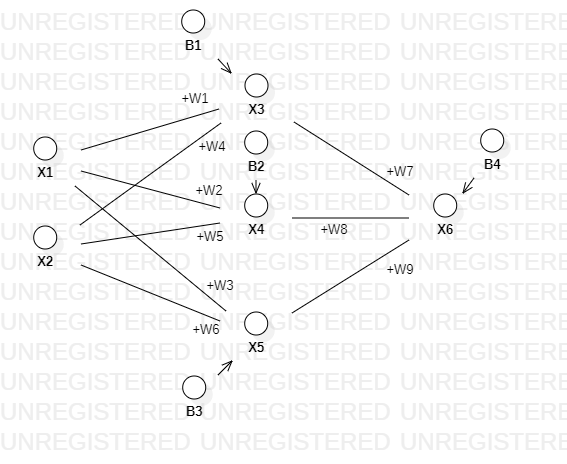 B1
+W1
X3
+W4
X1
B2
B4
+W7
+W2
X2
+W5
X4
+W8
X6
+W9
+W3
+W6
X5
B3
UNREGISTERED UNREGISTERED UNREGISTERED